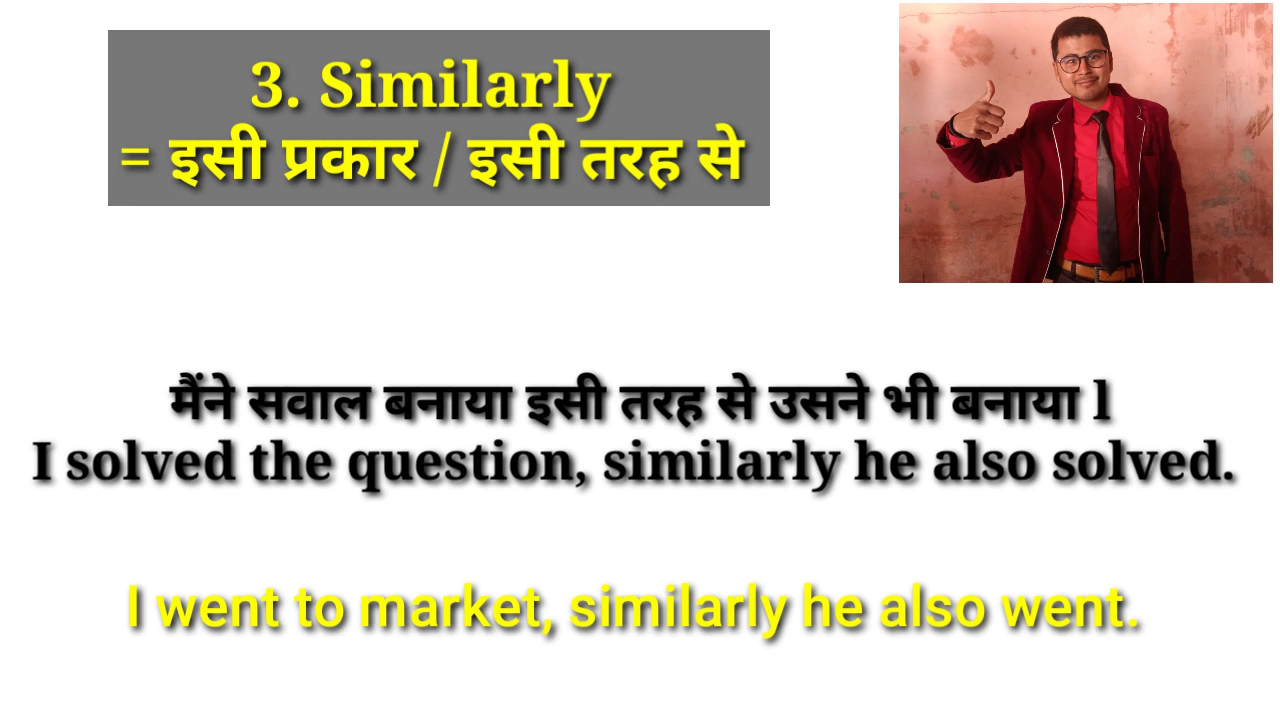 3. Similarly
= इसी प्रकार / इसी तरह से
मैंने सवाल बनाया इसी तरह से उसने भी बनाया l
I solved the question, similarly he also solved.
I went to market, similarly he also went.